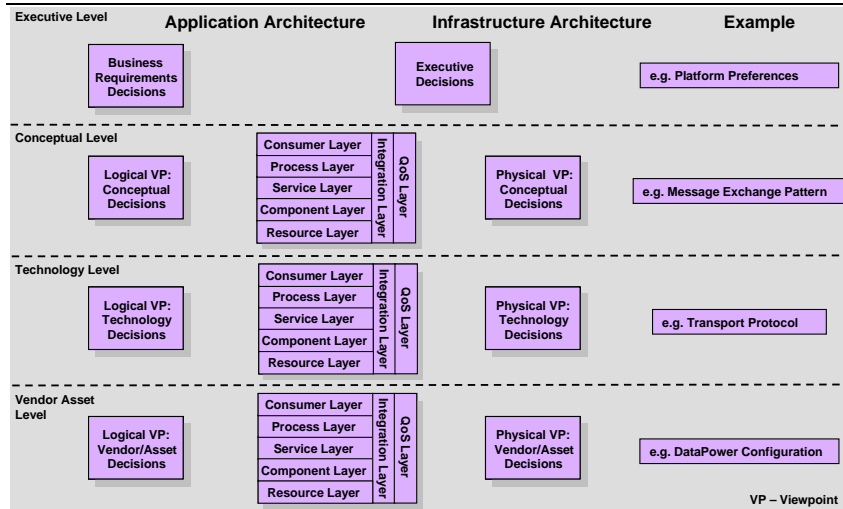 Executive Level
Application Architecture
Infrastructure Architecture
Example
Business
Requirements
Decisions
Executive
Decisions
e.g. Platform Preferences
Conceptual Level
Logical VP:
Conceptual
Decisions
Consumer Layer
Process Layer
Service Layer
Component Layer
Resource Layer
Integration Layer
QoS Layer
Physical VP:
Conceptual
Decisions
e.g. Message Exchange Pattern
Technology Level
Logical VP:
Technology
Decisions
Consumer Layer
Process Layer
Service Layer
Component Layer
Resource Layer
Integration Layer
QoS Layer
Physical VP:
Technology
Decisions
e.g. Transport Protocol
Vendor Asset
Level
Logical VP:
Vendor/Asset
Decisions
Consumer Layer
Process Layer
Service Layer
Component Layer
Resource Layer
Integration Layer
QoS Layer
Physical VP:
Vendor/Asset
Decisions
e.g. DataPower Configuration
VP – Viewpoint